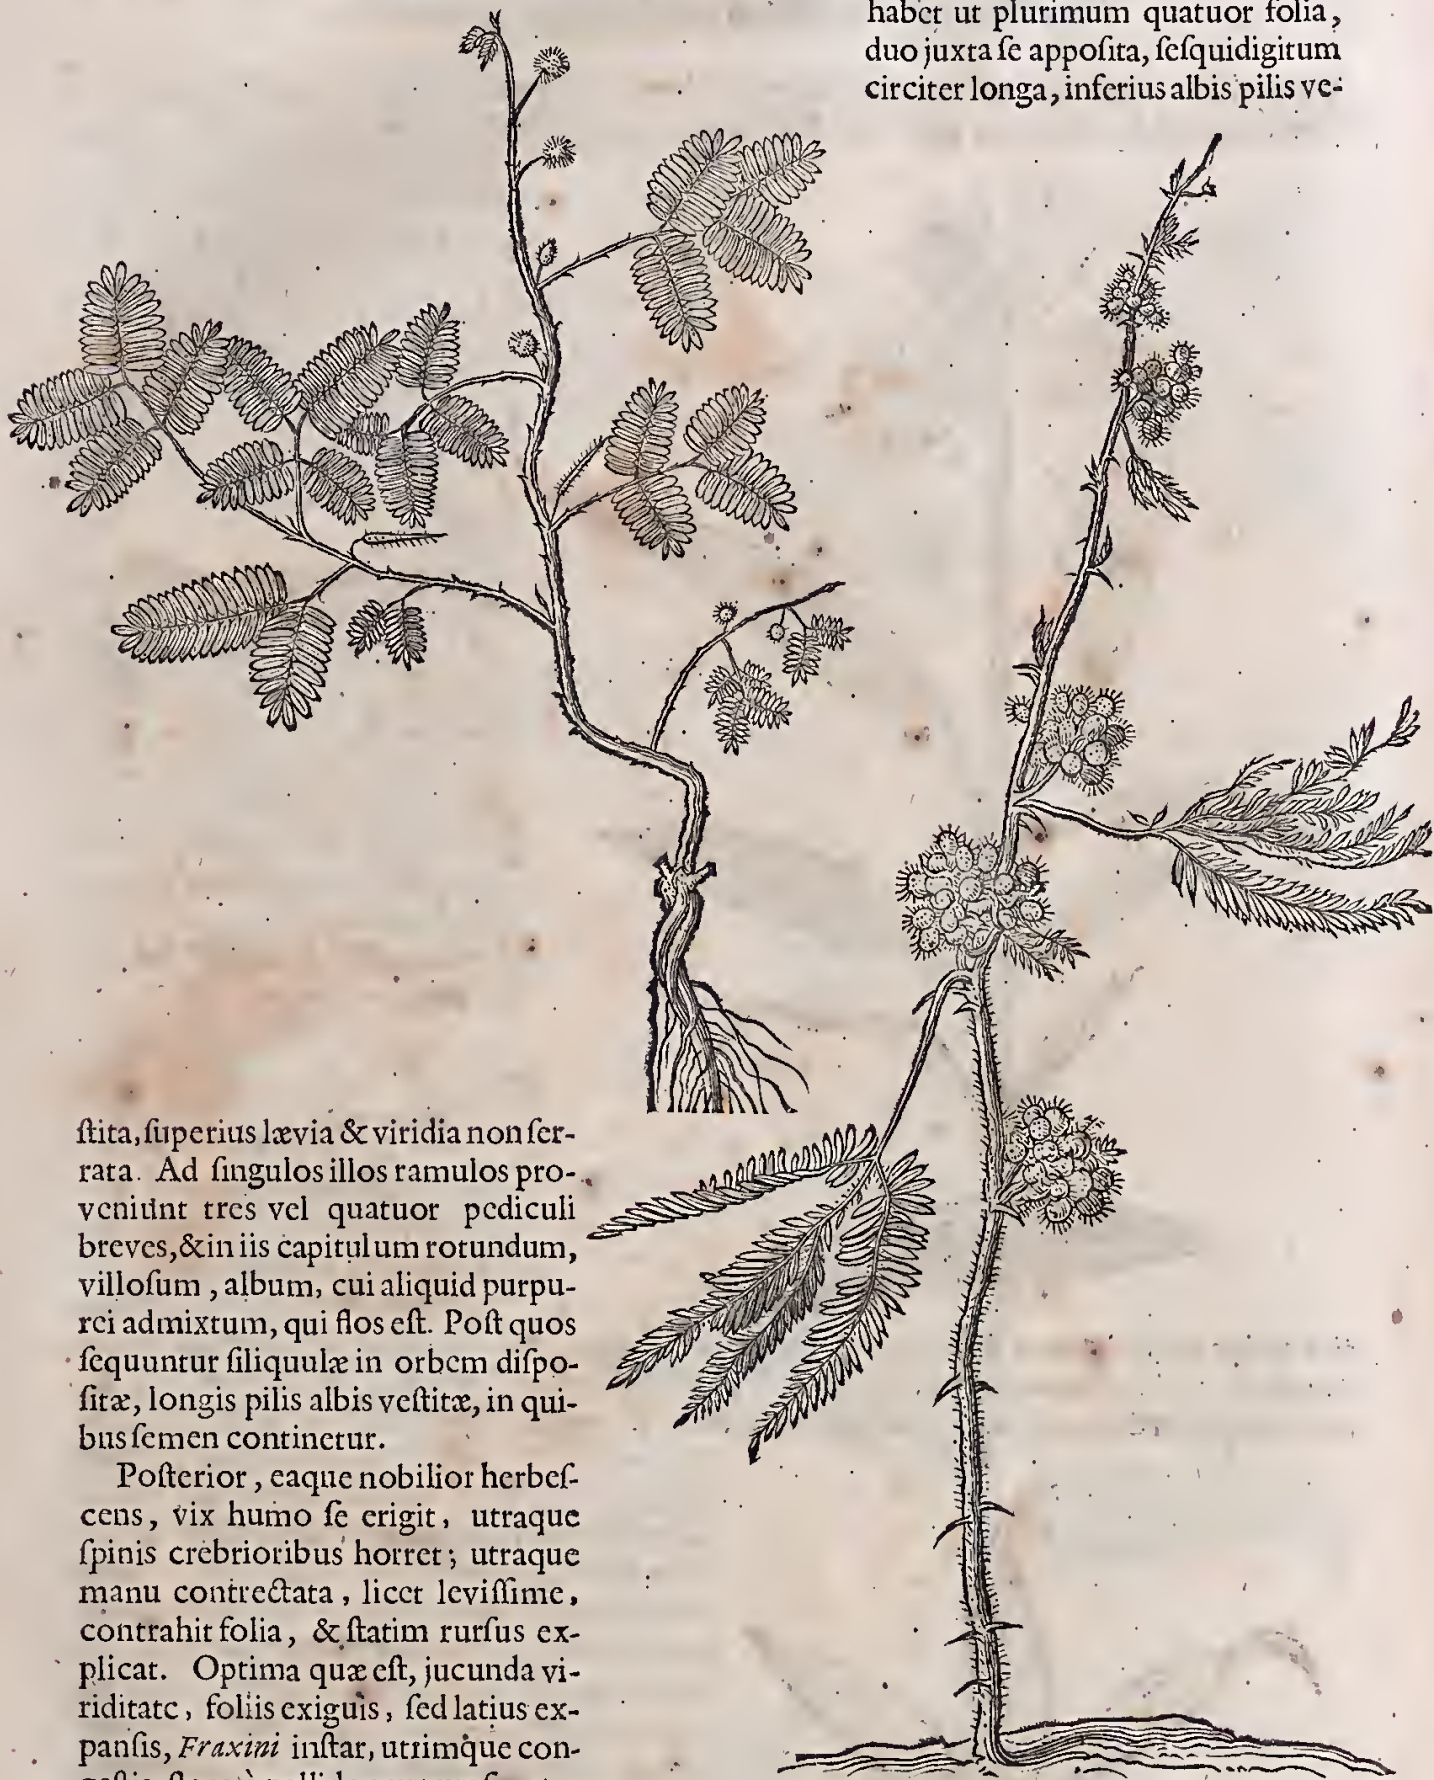 habet ut plurimum quatuor folia,
duo juxta ſe appoſita, ſeſquidigitum
circiter longa, inferius albis pilis ve-
ſtita, ſuperius lævia & viridia non ſer-
rata. Ad ſingulos illos ramulos pro-
veniunt tres vel quatuor pediculi
breves, & in iis capitulum rotundum,
villoſum, album, cui aliquid purpu-
rei admixtum, qui flos eſt. Poſt quos
ſequuntur ſiliquulæ in orbem diſpo-
ſitæ, longis pilis albis veſtitæ, in qui-
bus ſemen continetur.
Poſterior, eaque nobilior herbeſ-
cens, vix humo ſe erigit, utraque
ſpinis crebrioribus horret; utraque
manu contrectata, licet leviſſime,
contrahit folia, & ſtatim rurſus ex-
plicat. Optima quæ eſt, jucunda vi-
riditate, foliis exiguis, ſed latius ex-
panſis, Fraxini inſtar, utrimque con-